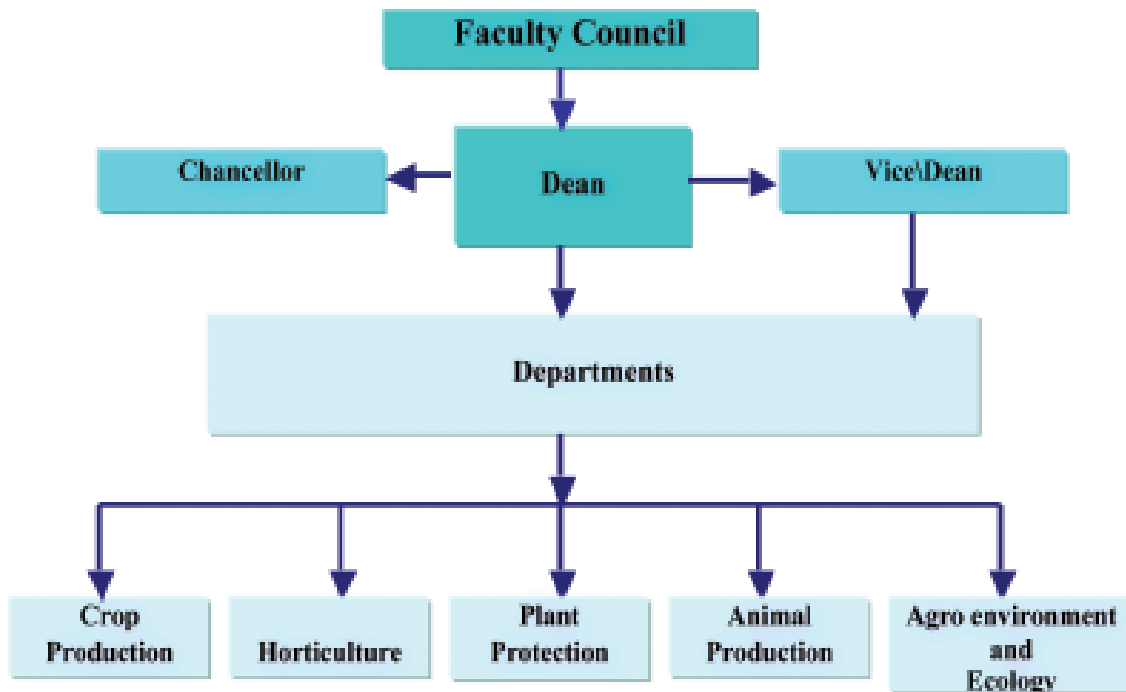 Faculty Council
Chancellor
Dean
Vice\Dean
Departments
Crop
Production
Horticulture
Plant
Protection
Animal
Production
Agro environment
and
Ecology